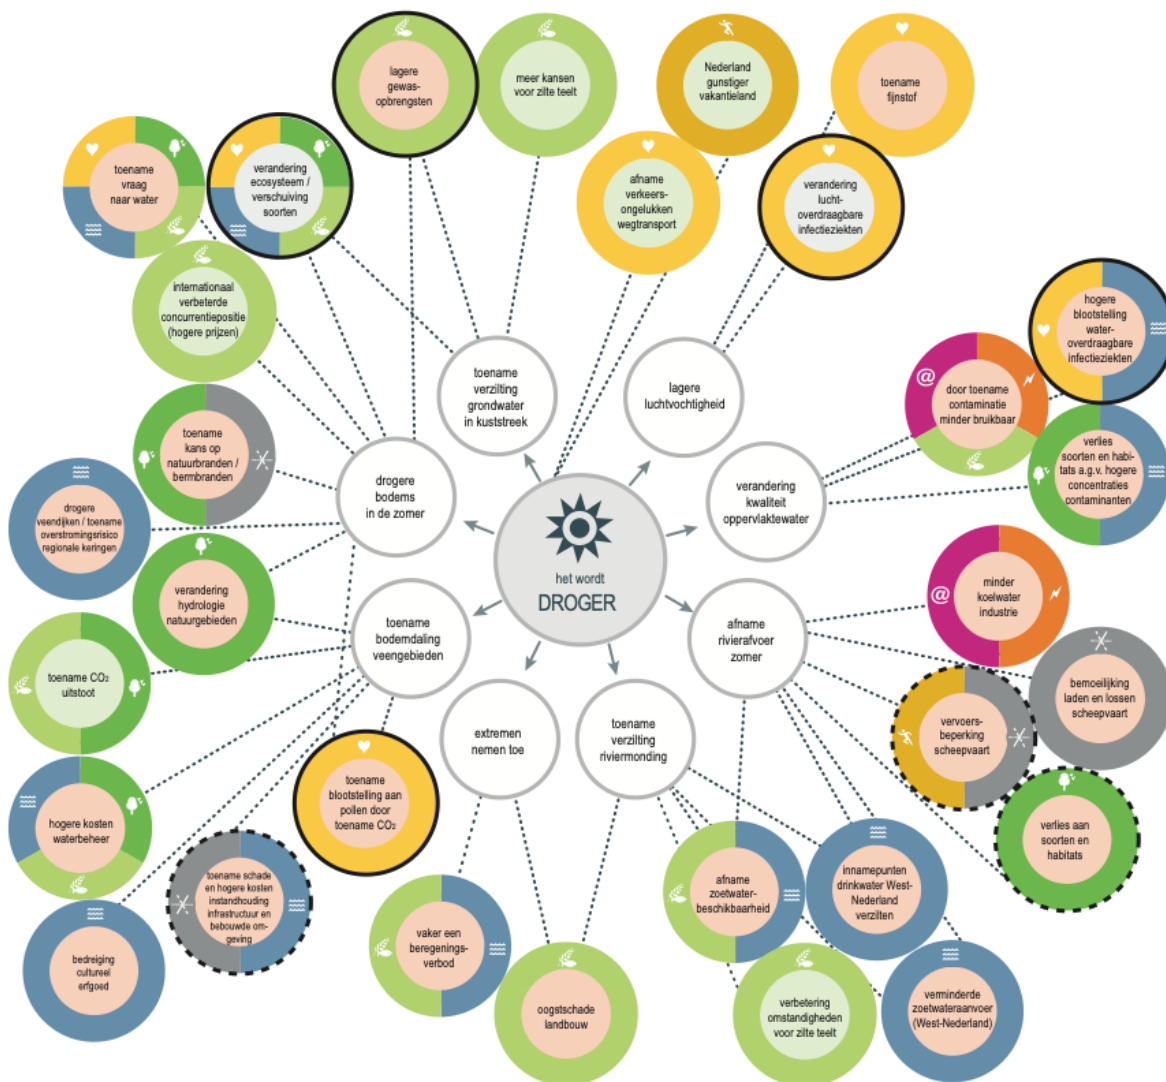 lagere
gewas-
opbrengsten
meer kansen
voor zilte teelt
Nederland
gunstiger
vakantieland
toename
fijnstof
toename
vraag
naar water
verandering
ecosysteem /
verschuiving
soorten
afname
verkeers-
ongelukken
wegtransport
verandering
lucht-
overdraagbare
infectieziekten
internationaal
verbeterde
concurrentiepositie
(hogere prijzen)
hogere
blootstelling
water-
overdraagbare
infectieziekten
toename
verzilting
grondwater
in kuststreek
lagere
luchtvochtigheid
@
door toename
contaminatie
minder bruikbaar
toename
kans op
natuurbranden /
bermbranden
drogere
bodems
in de zomer
verandering
kwaliteit
oppervlaktewater
verlies
soorten en habi-
tats a.g.v. hogere
concentraties
contaminanten
drogere
veendijken / toename
overstromingsrisico
regionale keringen
het wordt
DROGER
verandering
hydrologie
natuurgebieden
toename
bodemdaling
veengebieden
afname
rivierafvoer
zomer
@
minder
koelwater
industrie
toename CO₂
uitstoot
bemoeilijking
laden en lossen
scheepvaart
extremen
nemen toe
toename
verzilting
riviermonding
vervoers-
beperking
scheepvaart
toename
blootstelling aan
pollen door
toename CO₂
hogere kosten
waterbeheer
verlies aan
soorten en
habitats
toename schade
en hogere kosten
instandhouding
infrastructuur en
bebouwde om-
geving
afname
zoetwater-
beschikbaarheid
innamepunten
drinkwater West-
Nederland
verzilten
vaker een
beregenings-
verbod
bedreiging
cultureel
erfgoed
oogstschade
landbouw
verbetering
omstandigheden
voor zilte teelt
verminderde
zoetwateraanvoer
(West-Nederland)